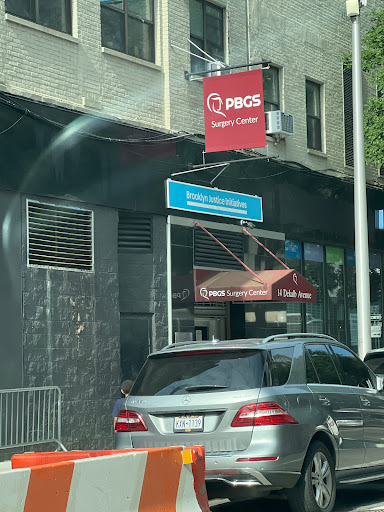 PBGS
Surgery Center
Brooklyn Justice Initiatives
PBGS Surgery Center
14 Dekalb Avenue